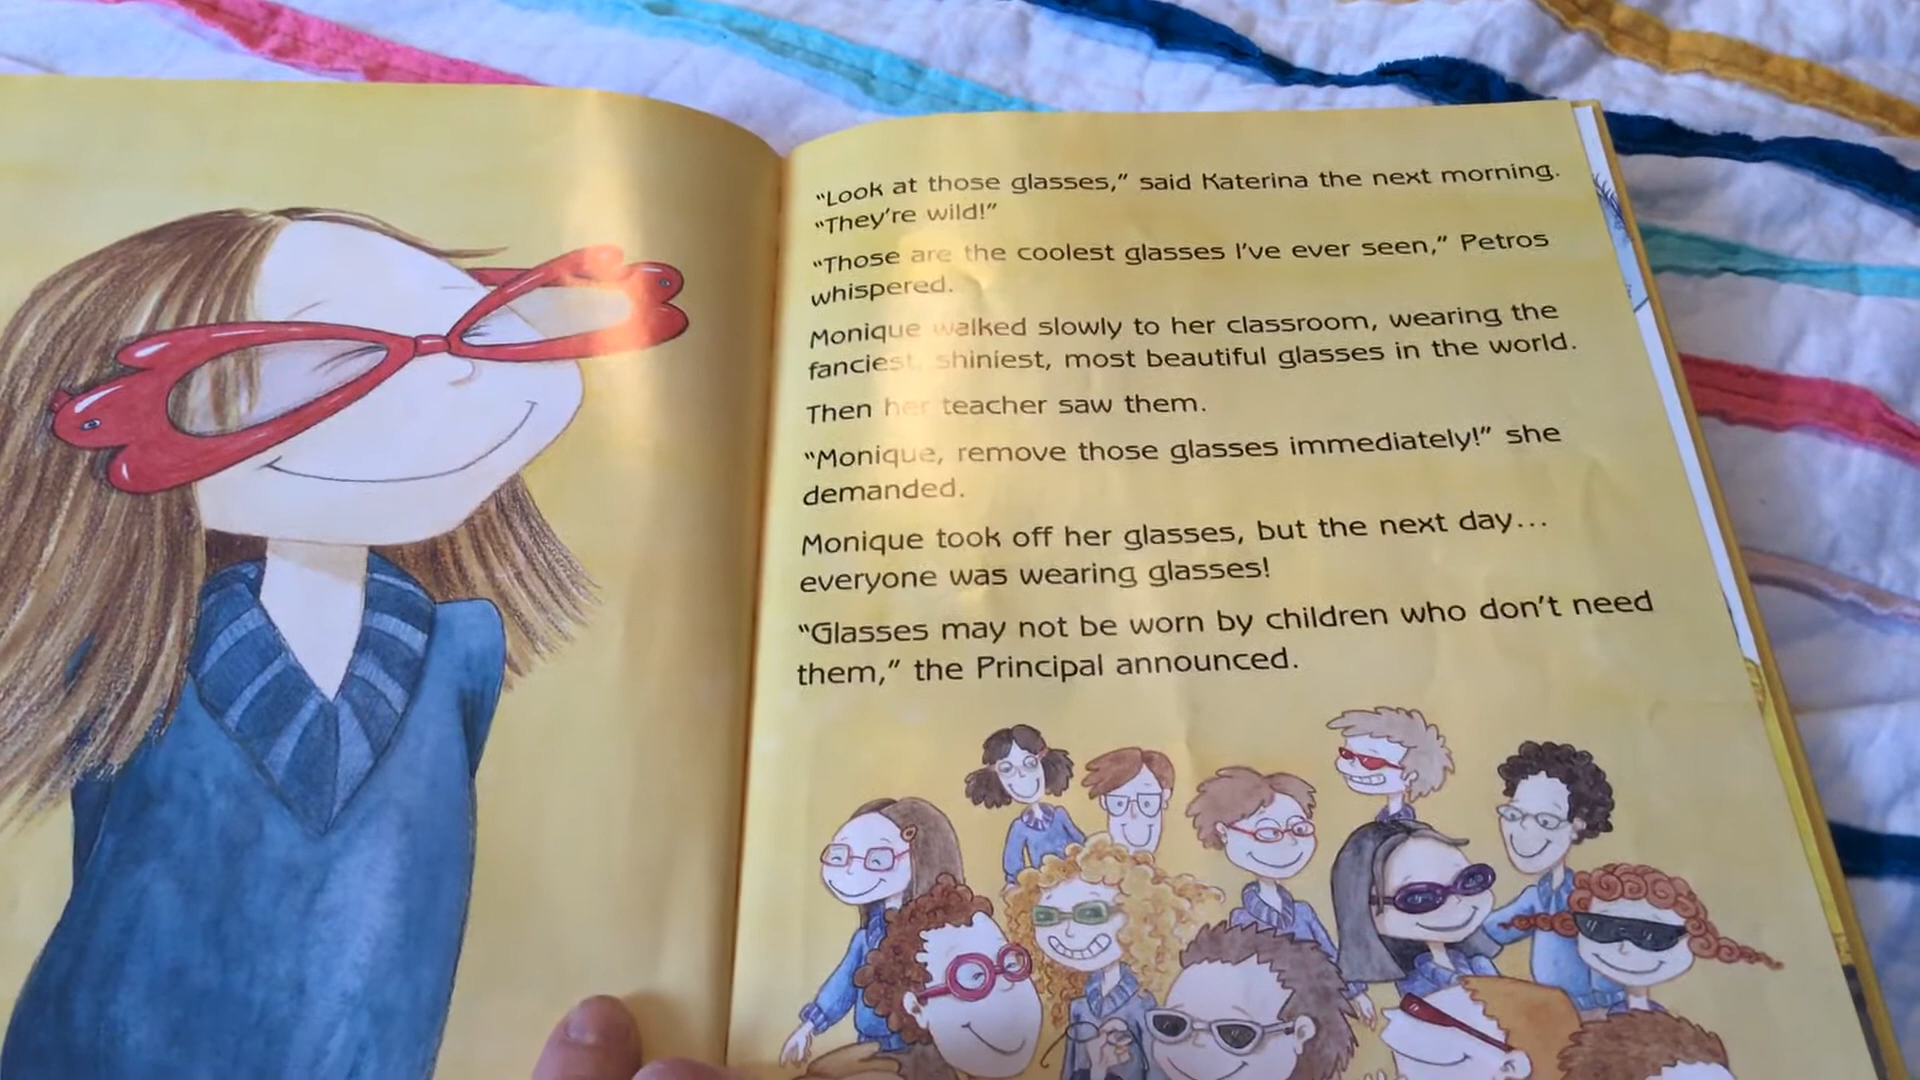 “Look at those glasses,” said Katerina the next morning.
“They’re wild!”
“Those are the coolest glasses I’ve ever seen,” Petros
whispered.
Monique walked slowly to her classroom, wearing the
fanciest, shiniest, most beautiful glasses in the world.
Then her teacher saw them.
“Monique, remove those glasses immediately!” she
demanded.
Monique took off her glasses, but the next day...
everyone was wearing glasses!
“Glasses may not be worn by children who don’t need
them,” the Principal announced.